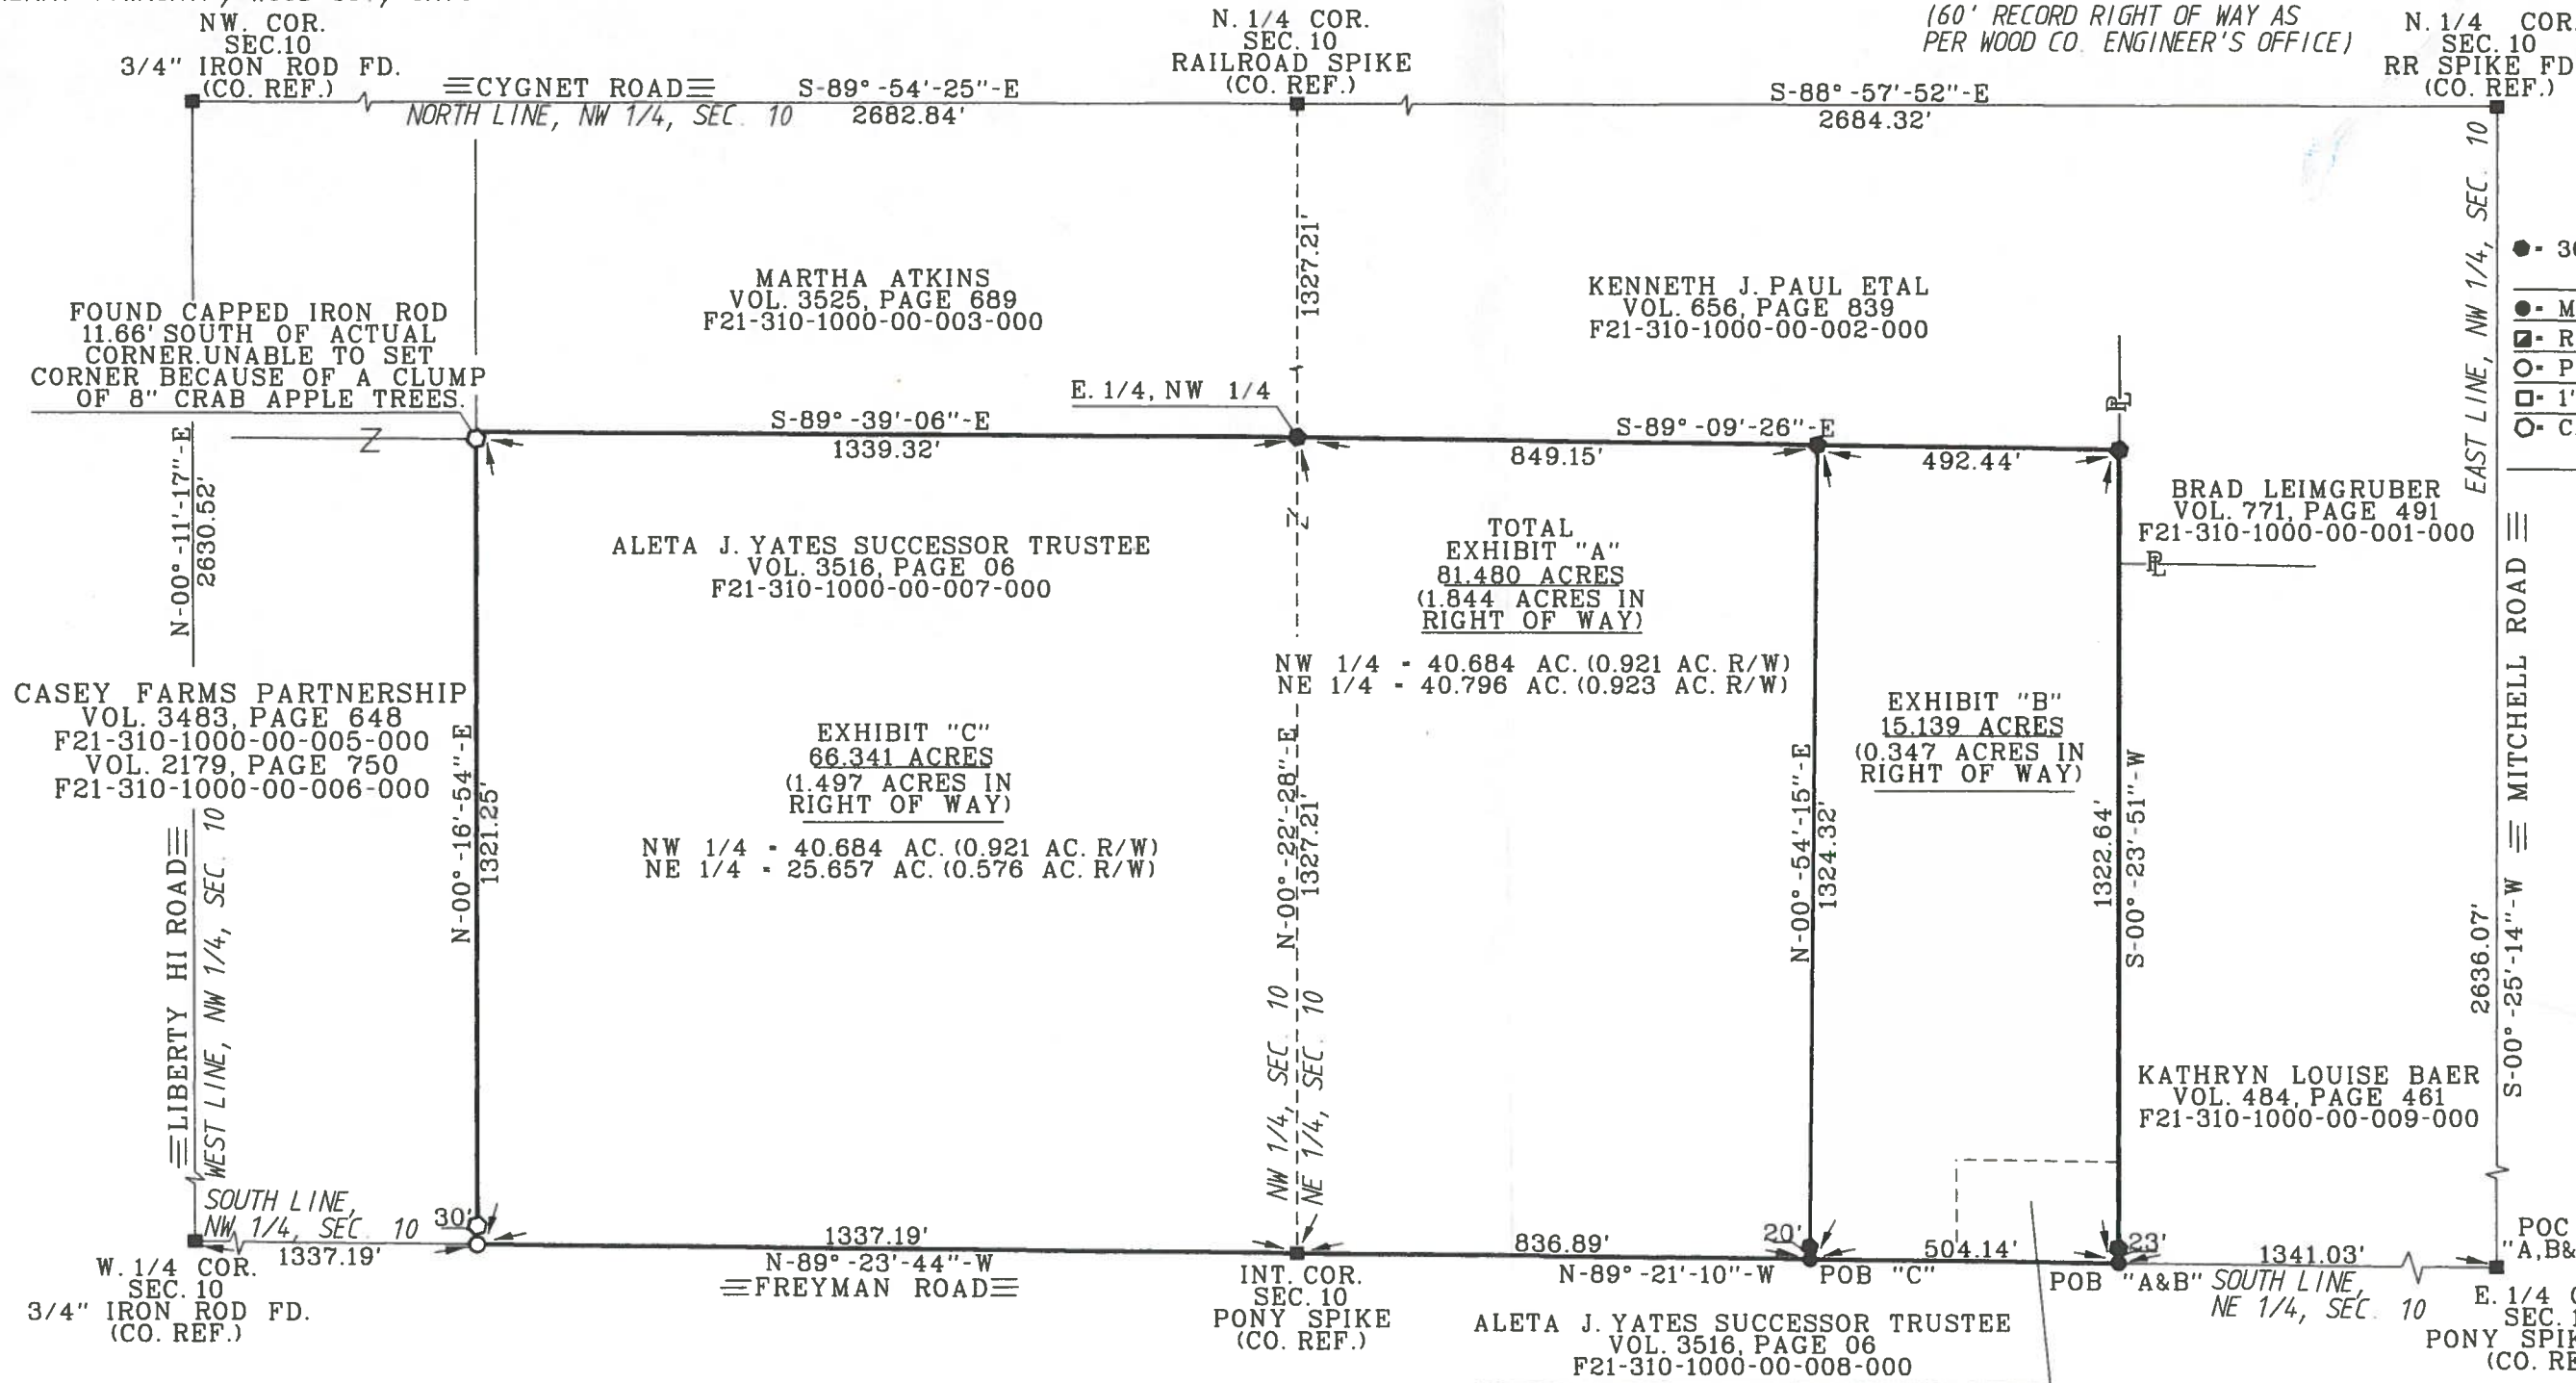 NW. COR.
SEC.10
3/4" IRON ROD FD.
(CO. REF.)
≡CYGNET ROAD≡
S-89°-54'-25"-E
NORTH LINE, NW 1/4, SEC. 10
2682.84'
N. 1/4 COR.
SEC. 10
RAILROAD SPIKE
(CO. REF.)
(60' RECORD RIGHT OF WAY AS
PER WOOD CO. ENGINEER'S OFFICE)
S-88°-57'-52"-E
2684.32'
N. 1/4 COR.
SEC. 10
RR SPIKE FD
(CO. REF.)
MARTHA ATKINS
VOL. 3525, PAGE 689
F21-310-1000-00-003-000
1327.21'
KENNETH J. PAUL ETAL
VOL. 656, PAGE 839
F21-310-1000-00-002-000
EAST LINE, NW 1/4, SEC. 10
FOUND CAPPED IRON ROD
11.66' SOUTH OF ACTUAL
CORNER.UNABLE TO SET
CORNER BECAUSE OF A CLUMP
OF 8" CRAB APPLE TREES.
E. 1/4, NW 1/4
Z
S-89°-39'-06"-E
1339.32'
S-89°-09'-26"-E
849.15'
492.44'
PL
N-00°-11'-17"-E
2630.52'
ALETA J. YATES SUCCESSOR TRUSTEE
VOL. 3516, PAGE 06
F21-310-1000-00-007-000
TOTAL
EXHIBIT "A"
81.480 ACRES
(1.844 ACRES IN
RIGHT OF WAY)
NW 1/4 - 40.684 AC. (0.921 AC. R/W)
NE 1/4 - 40.796 AC. (0.923 AC. R/W)
BRAD LEIMGRUBER
VOL. 771, PAGE 491
F21-310-1000-00-001-000
PL
≡ MITCHELL ROAD ≡
CASEY FARMS PARTNERSHIP
VOL. 3483, PAGE 648
F21-310-1000-00-005-000
VOL. 2179, PAGE 750
F21-310-1000-00-006-000
N-00°-16'-54"-E
1321.25'
EXHIBIT "C"
66.341 ACRES
(1.497 ACRES IN
RIGHT OF WAY)
NW 1/4 - 40.684 AC. (0.921 AC. R/W)
NE 1/4 - 25.657 AC. (0.576 AC. R/W)
N-00°-22'-28"-E
1327.21'
N-00°-54'-15"-E
1324.32'
EXHIBIT "B"
15.139 ACRES
(0.347 ACRES IN
RIGHT OF WAY)
1322.64'
S-00°-23'-51"-W
2636.07'
S-00°-25'-14"-W
≡LIBERTY HI ROAD≡
WEST LINE, NW 1/4, SEC. 10
NW 1/4, SEC. 10
NE 1/4, SEC. 10
KATHRYN LOUISE BAER
VOL. 484, PAGE 461
F21-310-1000-00-009-000
SOUTH LINE,
NW 1/4, SEC. 10
30'
1337.19'
W. 1/4 COR.
SEC. 10
3/4" IRON ROD FD.
(CO. REF.)
1337.19'
N-89°-23'-44"-W
≡FREYMAN ROAD≡
INT. COR.
SEC. 10
PONY SPIKE
(CO. REF.)
836.89'
N-89°-21'-10"-W
20'
POB "C"
504.14'
23'
POB "A&B"
1341.03'
SOUTH LINE,
NE 1/4, SEC. 10
POC
"A,B&
E. 1/4
SEC.
PONY
ALETA J. YATES SUCCESSOR TRUSTEE
VOL. 3516, PAGE 06
F21-310-1000-00-008-000